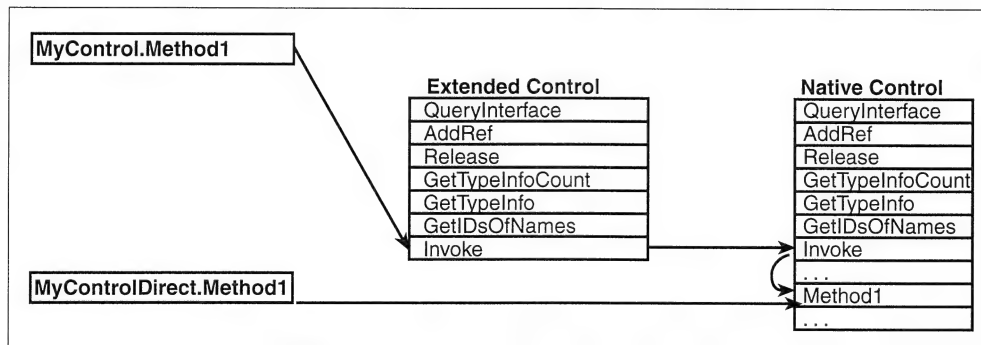 MyControl.Method1
Extended Control
QueryInterface
AddRef
Release
GetTypeInfoCount
GetTypeInfo
GetIDsOfNames
Invoke
Native Control
QueryInterface
AddRef
Release
GetTypeInfoCount
GetTypeInfo
GetIDsOfNames
Invoke
. . .
Method1
. . .
MyControlDirect.Method1